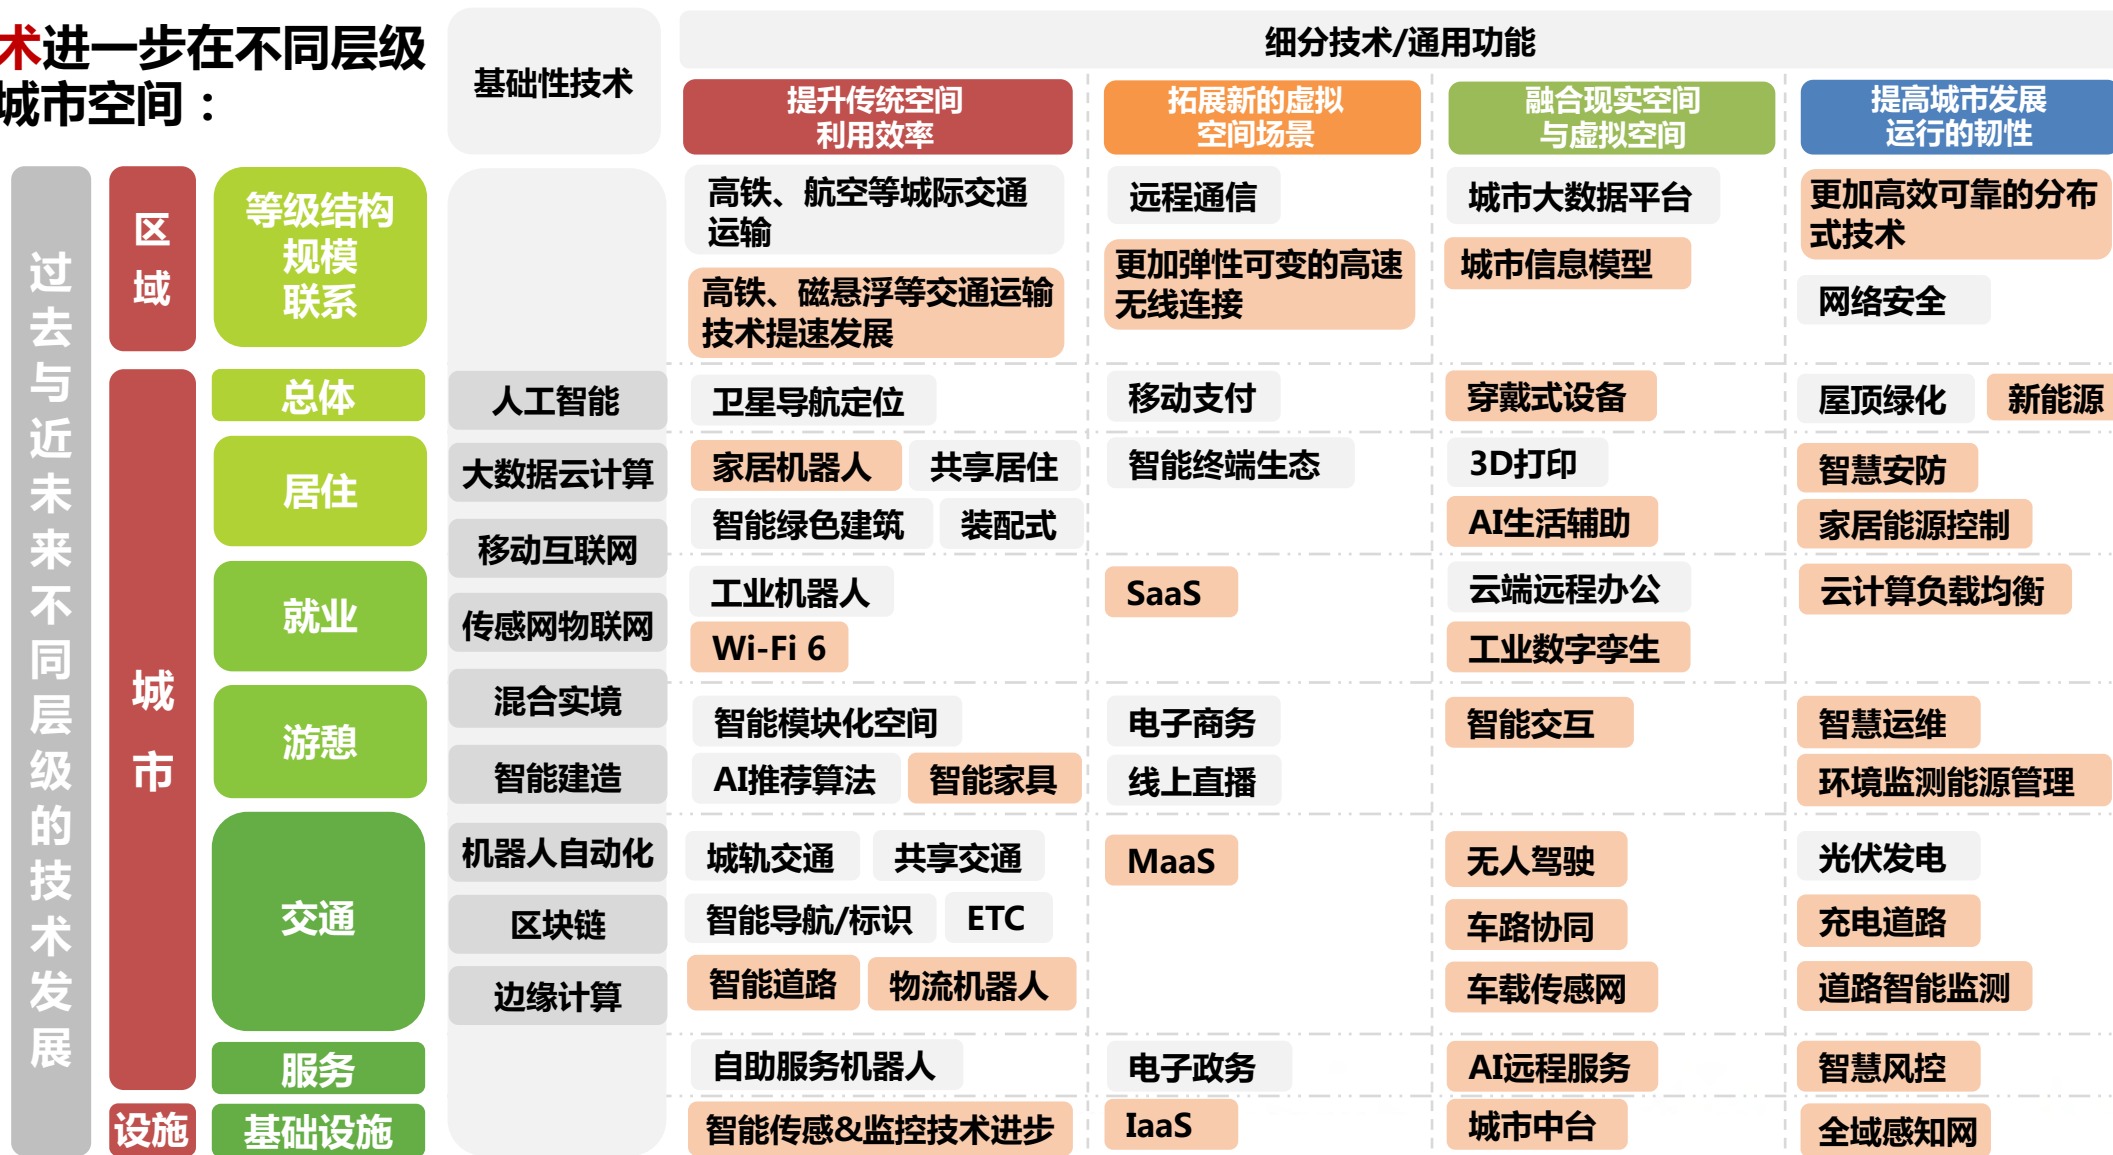 术进一步在不同层级
城市空间：
基础性技术
细分技术/通用功能
提升传统空间
利用效率
拓展新的虚拟
空间场景
融合现实空间
与虚拟空间
提高城市发展
运行的韧性
过去与近未来不同层级的技术发展
区域
等级结构
规模
联系
高铁、航空等城际交通
运输
高铁、磁悬浮等交通运输
技术提速发展
远程通信
更加弹性可变的高速
无线连接
城市大数据平台
城市信息模型
更加高效可靠的分布
式技术
网络安全
城市
总体
居住
就业
游憩
交通
服务
设施
基础设施
人工智能
大数据云计算
移动互联网
传感网物联网
混合实境
智能建造
机器人自动化
区块链
边缘计算
卫星导航定位
移动支付
穿戴式设备
屋顶绿化 新能源
家居机器人 共享居住
智能绿色建筑 装配式
智能终端生态
3D打印
AI生活辅助
智慧安防
家居能源控制
工业机器人
Wi-Fi 6
SaaS
云端远程办公
工业数字孪生
云计算负载均衡
智能模块化空间
AI推荐算法 智能家具
电子商务
线上直播
智能交互
智慧运维
环境监测能源管理
城轨交通 共享交通
智能导航/标识 ETC
智能道路 物流机器人
MaaS
无人驾驶
车路协同
车载传感网
光伏发电
充电道路
道路智能监测
自助服务机器人
电子政务
AI远程服务
智慧风控
智能传感&监控技术进步
IaaS
城市中台
全域感知网